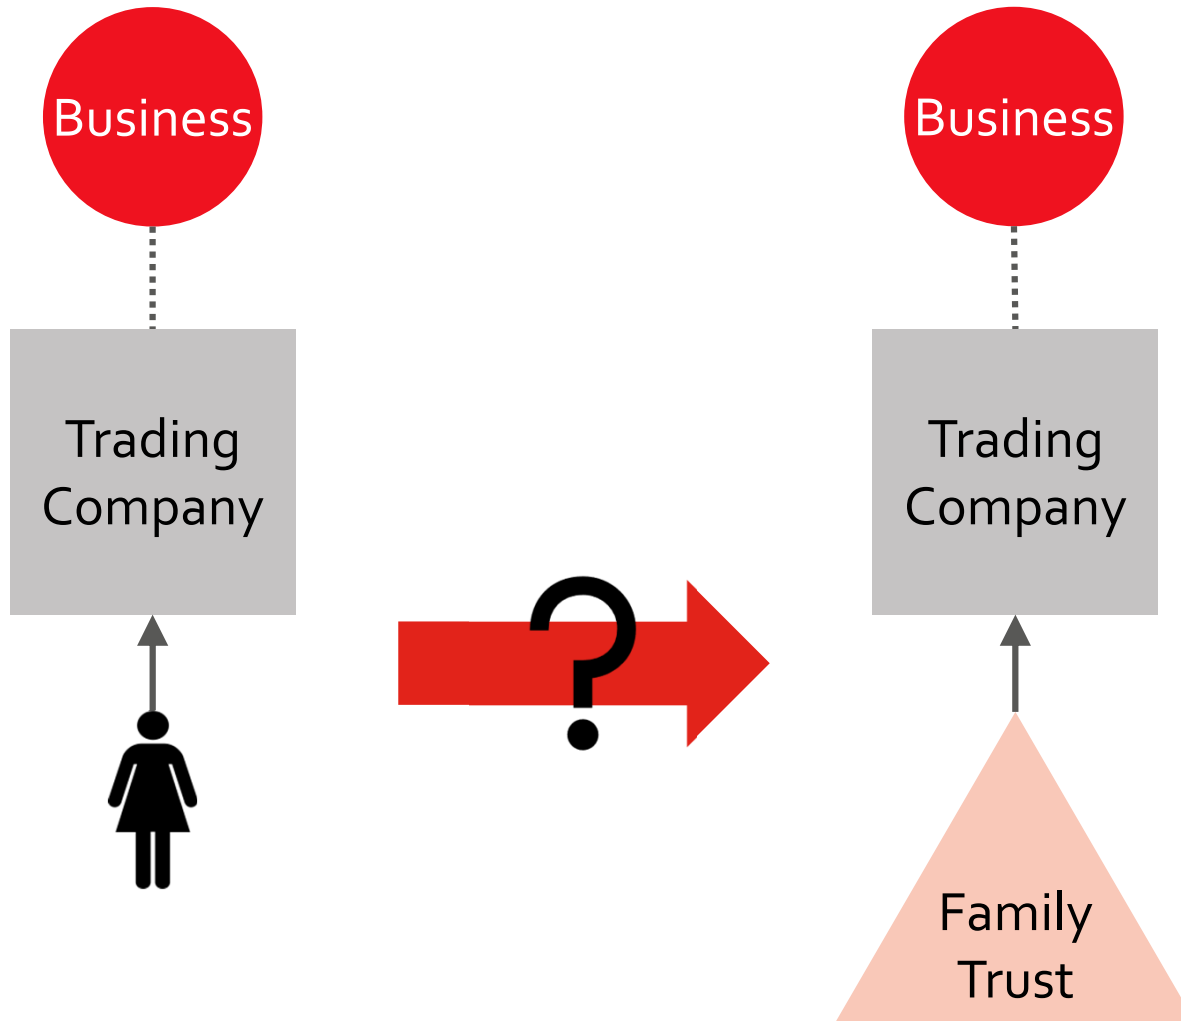 Business
Business
Trading
Company
Trading
Company
?
Family
Trust